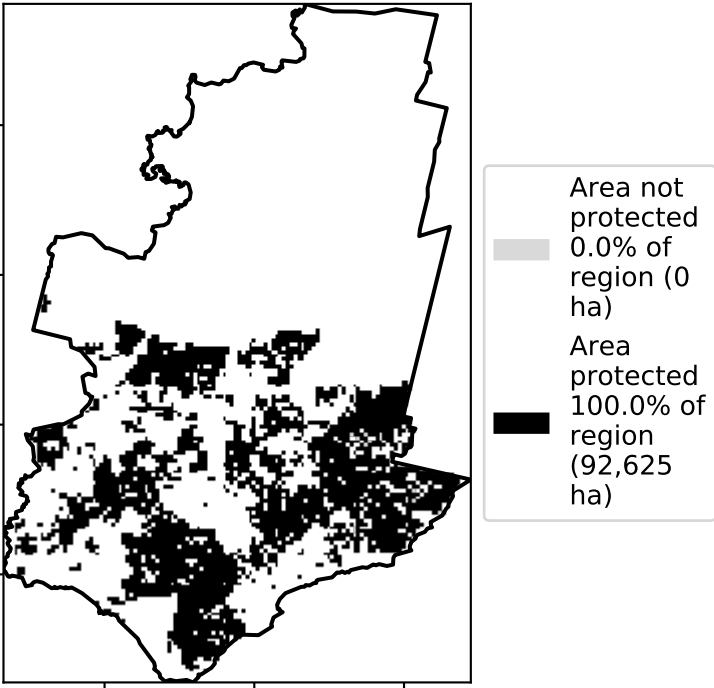 Area not
protected
0.0% of
region (0
ha)
Area
protected
100.0% of
region
(92,625
ha)